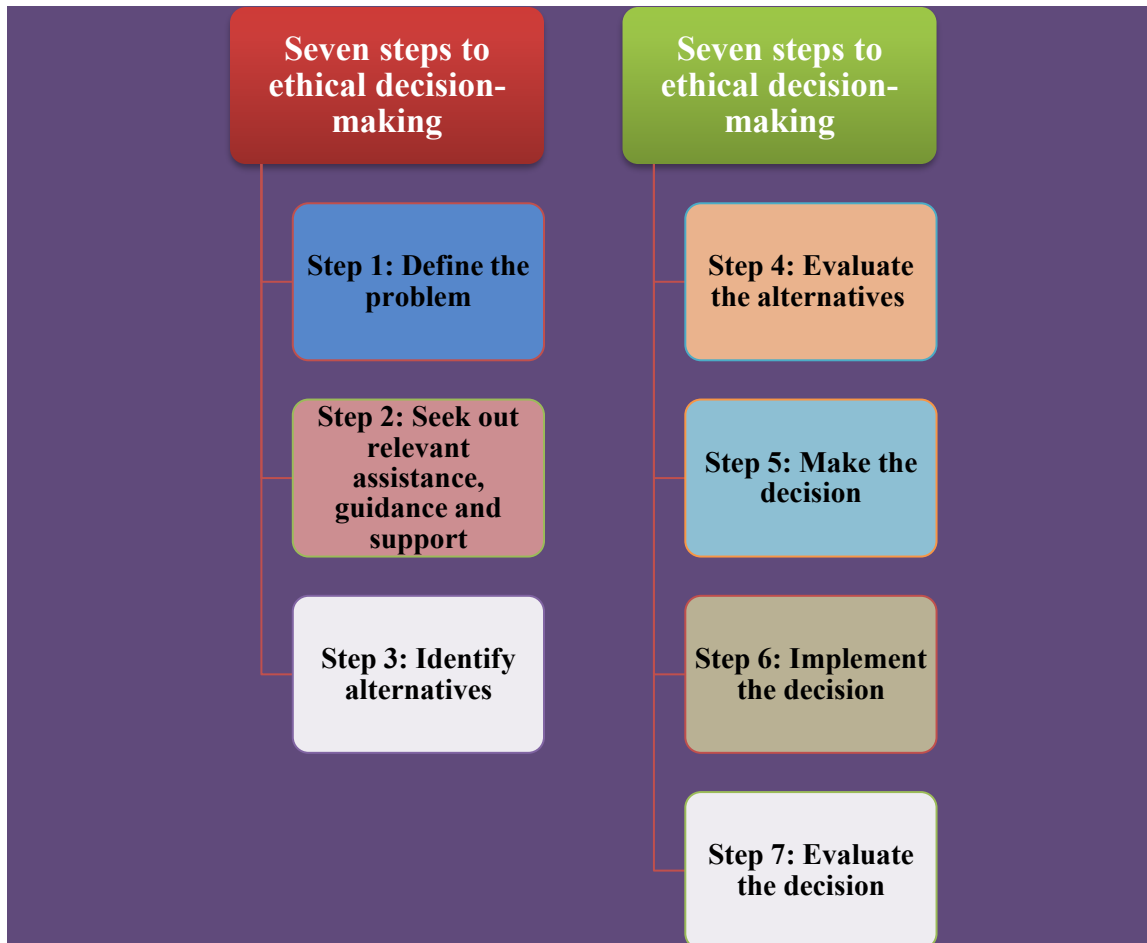 Seven steps to
ethical decision-
making
Step 1: Define the
problem
Step 2: Seek out
relevant
assistance,
guidance and
support
Step 3: Identify
alternatives
Seven steps to
ethical decision-
making
Step 4: Evaluate
the alternatives
Step 5: Make the
decision
Step 6: Implement
the decision
Step 7: Evaluate
the decision